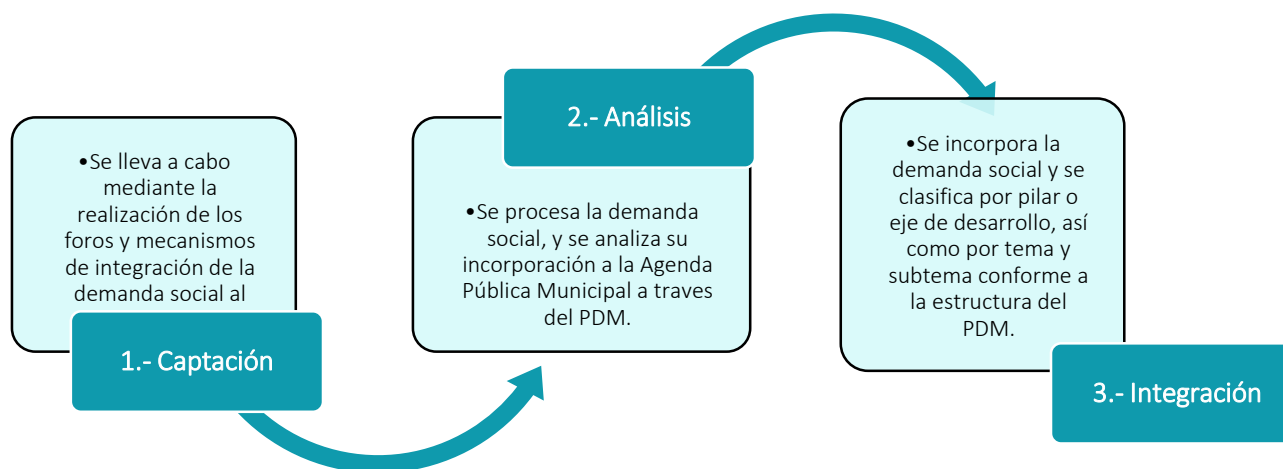 •Se lleva a cabo
mediante la
realización de los
foros y mecanismos
de integración de la
demanda social al
1.- Captación
2.- Análisis
•Se procesa la demanda
social, y se analiza su
incorporación a la Agenda
Pública Municipal a traves
del PDM.
•Se incorpora la
demanda social y se
clasifica por pilar o
eje de desarrollo, así
como por tema y
subtema conforme a
la estructura del
PDM.
3.- Integración